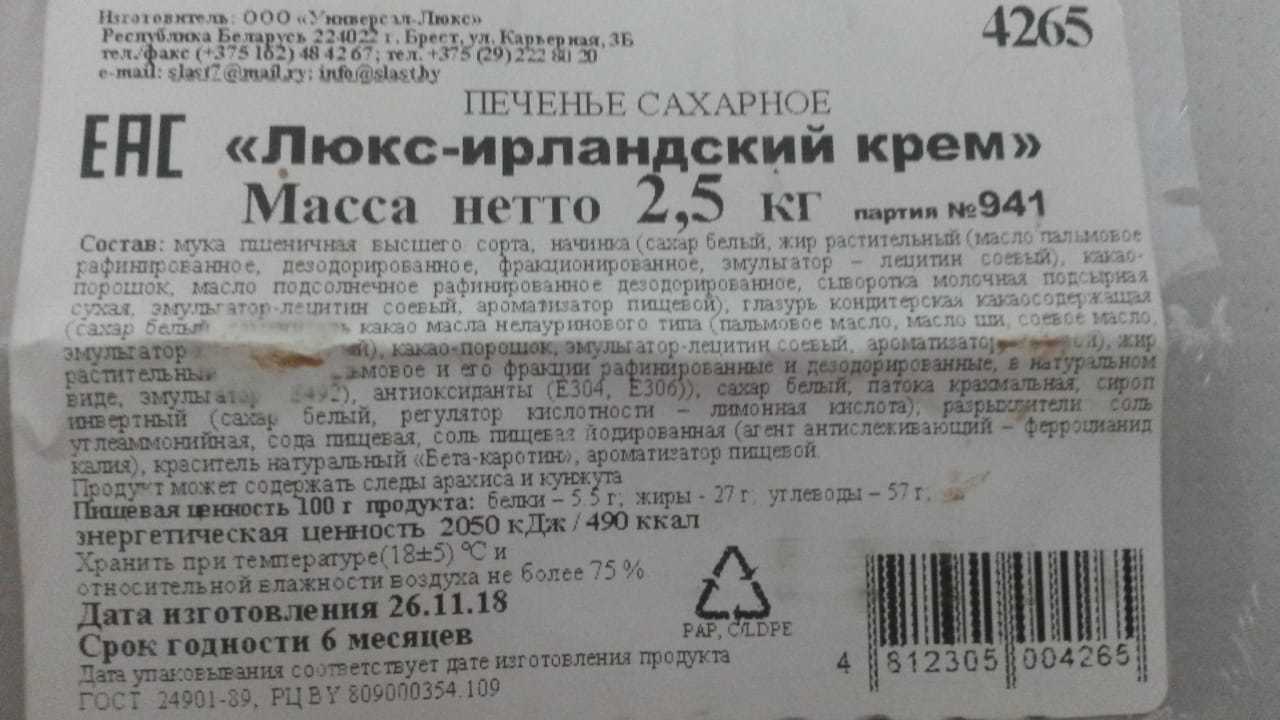 Изготовитель: ООО «Универсал-Люкс»
Республика Беларусь 224022 г. Брест, ул. Карьерная, 3Б
тел./факс (+375 162) 48 42 67; тел. +375 (29) 222 80 20
e-mail: slast7@mail.ry; info@slast.by
4265
ПЕЧЕНЬЕ САХАРНОЕ
ЕАС «Люкс-ирландский крем»
Масса нетто 2,5 кг партия №941
Состав: мука пшеничная высшего сорта, начинка (сахар белый, жир растительный (масло пальмовое
рафинированное, дезодорированное, фракционированное, эмульгатор – лецитин соевый), какао-
порошок, масло подсолнечное рафинированное дезодорированное, сыворотка молочная подсырная
сухая, эмульгатор-лецитин соевый, ароматизатор пищевой), глазурь кондитерская какаосодержащая
(сахар белый какао масла нелауринового типа (пальмовое масло, масло ши, соевое масло,
эмульгатор какао-порошок, эмульгатор-лецитин соевый, ароматизатор жир
и его фракции рафинированные и дезодорированные, в натуральном
виде, антиоксиданты (Е304, Е306)), сахар белый, патока крахмальная, сироп
инвертный (сахар белый, регулятор кислотности – лимонная кислота), разрыхлители соль
углеаммонийная, сода пищевая, соль пищевая йодированная (агент антислеживающий – ферроцианид
калия), краситель натуральный «Бета-каротин», ароматизатор пищевой.
Продукт может содержать следы арахиса и кунжута
Пищевая ценность 100 г продукта: белки – 5.5 г; жиры - 27 г; углеводы – 57 г;
энергетическая ценность 2050 кДж / 490 ккал
Хранить при температуре(18±5) °С и
относительной влажности воздуха не более 75 %
Дата изготовления 26.11.18
Срок годности 6 месяцев
Дата упаковывания соответствует дате изготовления продукта
ГОСТ 24901-89, РЦ BY 809000354.109
PAP, C/LDPE
4 812305 004265